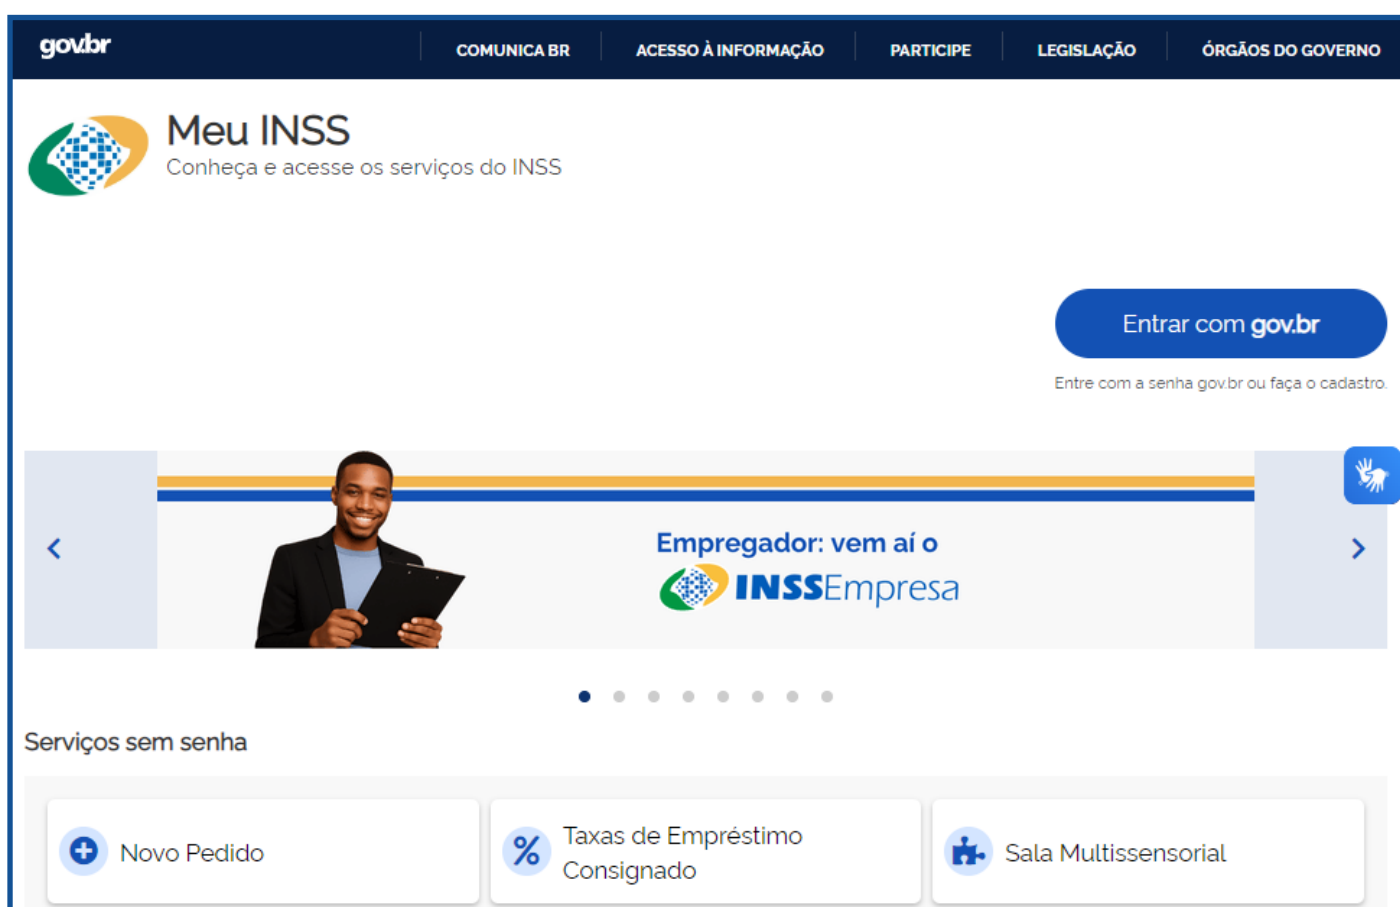 gov.br
COMUNICA BR
ACESSO À INFORMAÇÃO
PARTICIPE
LEGISLAÇÃO
ÓRGÃOS DO GOVERNO
Meu INSS
Conheça e acesse os serviços do INSS
Entrar com gov.br
Entre com a senha gov.br ou faça o cadastro.
Empregador: vem aí o
INSSEmpresa
Serviços sem senha
Novo Pedido
Taxas de Empréstimo
Consignado
Sala Multissensorial